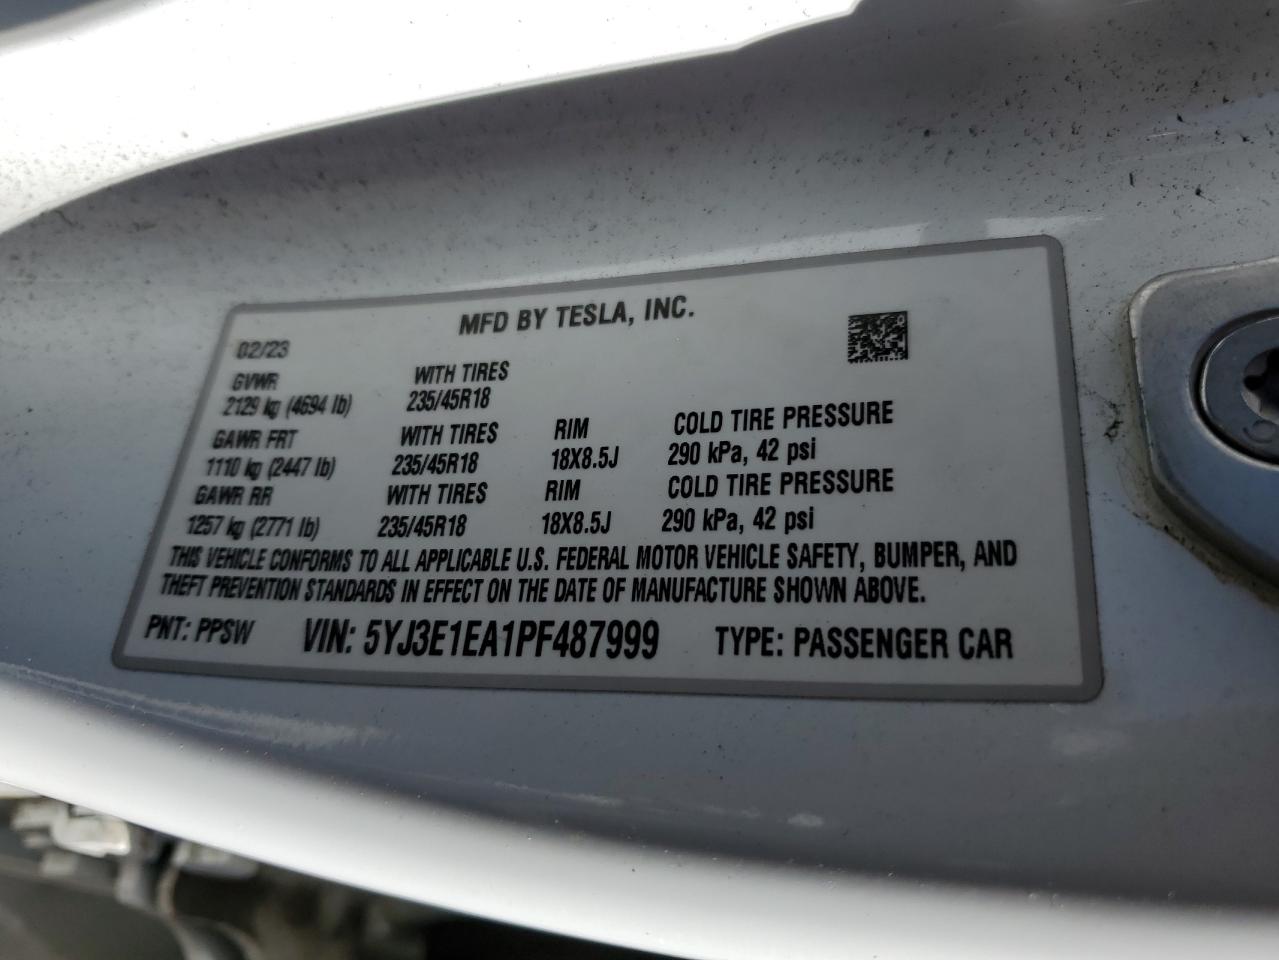 MFD BY TESLA, INC.
02/23
GVWR WITH TIRES
2129 kg (4694 lb) 235/45R18
GAWR FRT WITH TIRES RIM COLD TIRE PRESSURE
1110 kg (2447 lb) 235/45R18 18X8.5J 290 kPa, 42 psi
GAWR RR WITH TIRES RIM COLD TIRE PRESSURE
1257 kg (2771 lb) 235/45R18 18X8.5J 290 kPa, 42 psi
THIS VEHICLE CONFORMS TO ALL APPLICABLE U.S. FEDERAL MOTOR VEHICLE SAFETY, BUMPER, AND
THEFT PREVENTION STANDARDS IN EFFECT ON THE DATE OF MANUFACTURE SHOWN ABOVE.
PNT: PPSW VIN: 5YJ3E1EA1PF487999 TYPE: PASSENGER CAR